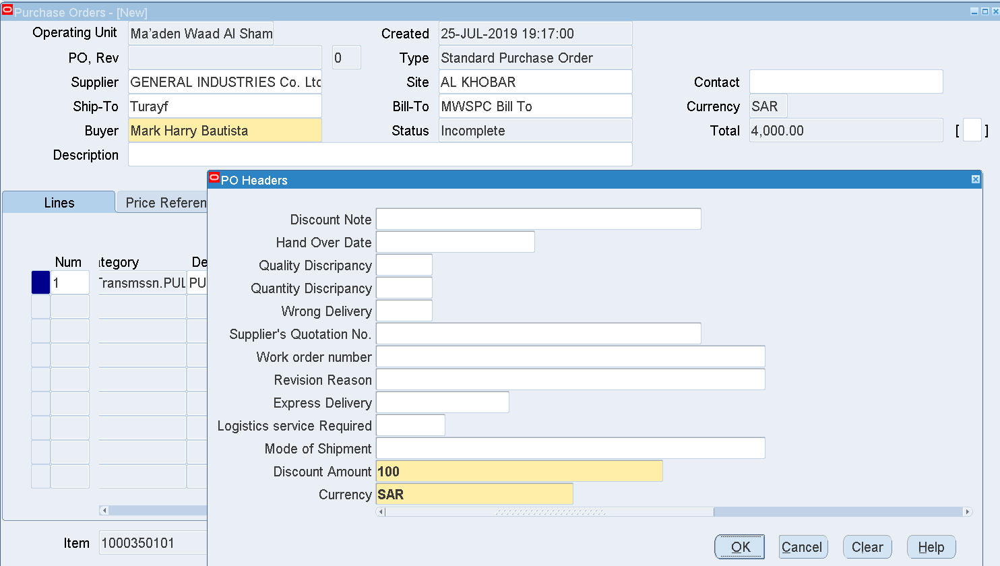 Purchase Orders - [New]
Operating Unit Ma'aden Waad Al Sham Created 25-JUL-2019 19:17:00
PO, Rev 0 Type Standard Purchase Order
Supplier GENERAL INDUSTRIES Co. Ltd Site AL KHOBAR Contact
Ship-To Turayf Bill-To MWSPC Bill To Currency SAR
Buyer Mark Harry Bautista Status Incomplete Total 4,000.00 [ ]
Description
PO Headers
Lines Price Referen
Discount Note
Hand Over Date
Num tegory De
Quality Discripancy
1 Transmssn.PUL PU
Quantity Discripancy
Wrong Delivery
Supplier's Quotation No.
Work order number
Revision Reason
Express Delivery
Logistics service Required
Mode of Shipment
Discount Amount 100
Currency SAR
Item 1000350101
OK Cancel Clear Help